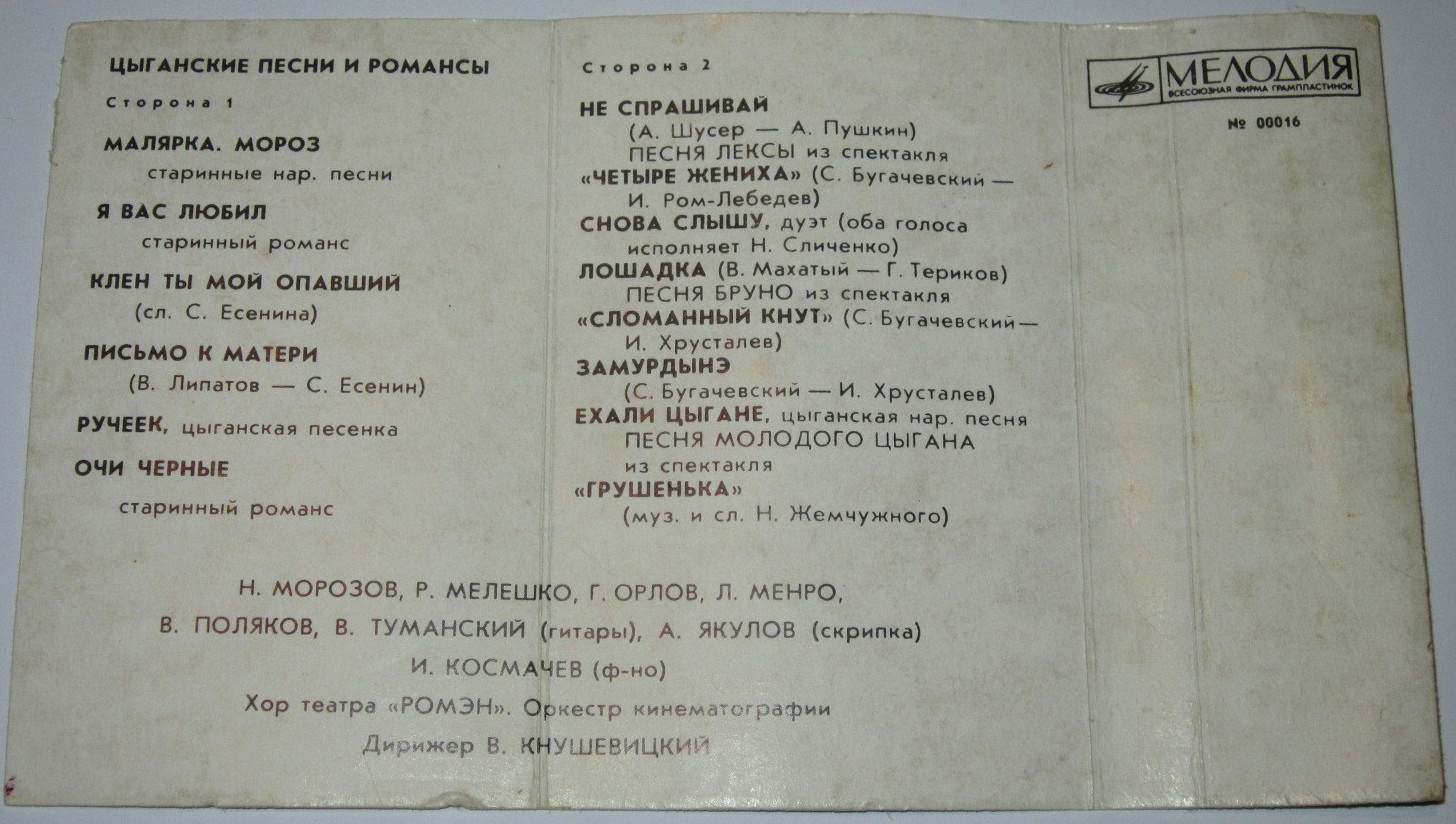 ЦЫГАНСКИЕ ПЕСНИ И РОМАНСЫ
Сторона 1
МАЛЯРКА. МОРОЗ
старинные нар. песни
Я ВАС ЛЮБИЛ
старинный романс
КЛЕН ТЫ МОЙ ОПАВШИЙ
(сл. С. Есенина)
ПИСЬМО К МАТЕРИ
(В. Липатов — С. Есенин)
РУЧЕЕК, цыганская песенка
ОЧИ ЧЕРНЫЕ
старинный романс
Сторона 2
НЕ СПРАШИВАЙ
(А. Шусер — А. Пушкин)
ПЕСНЯ ЛЕКСЫ из спектакля
«ЧЕТЫРЕ ЖЕНИХА» (С. Бугачевский —
И. Ром-Лебедев)
СНОВА СЛЫШУ, дуэт (оба голоса
исполняет Н. Сличенко)
ЛОШАДКА (В. Махатый — Г. Териков)
ПЕСНЯ БРУНО из спектакля
«СЛОМАННЫЙ КНУТ» (С. Бугачевский —
И. Хрусталев)
ЗАМУРДЫНЭ
(С. Бугачевский — И. Хрусталев)
ЕХАЛИ ЦЫГАНЕ, цыганская нар. песня
ПЕСНЯ МОЛОДОГО ЦЫГАНА
из спектакля
«ГРУШЕНЬКА»
(муз. и сл. Н. Жемчужного)
Н. МОРОЗОВ, Р. МЕЛЕШКО, Г. ОРЛОВ, Л. МЕНРО,
В. ПОЛЯКОВ, В. ТУМАНСКИЙ (гитары), А. ЯКУЛОВ (скрипка)
И. КОСМАЧЕВ (ф-но)
Хор театра «РОМЭН». Оркестр кинематографии
Дирижер В. КНУШЕВИЦКИЙ
МЕЛОДИЯ
ВСЕСОЮЗНАЯ ФИРМА ГРАМПЛАСТИНОК
№ 00016